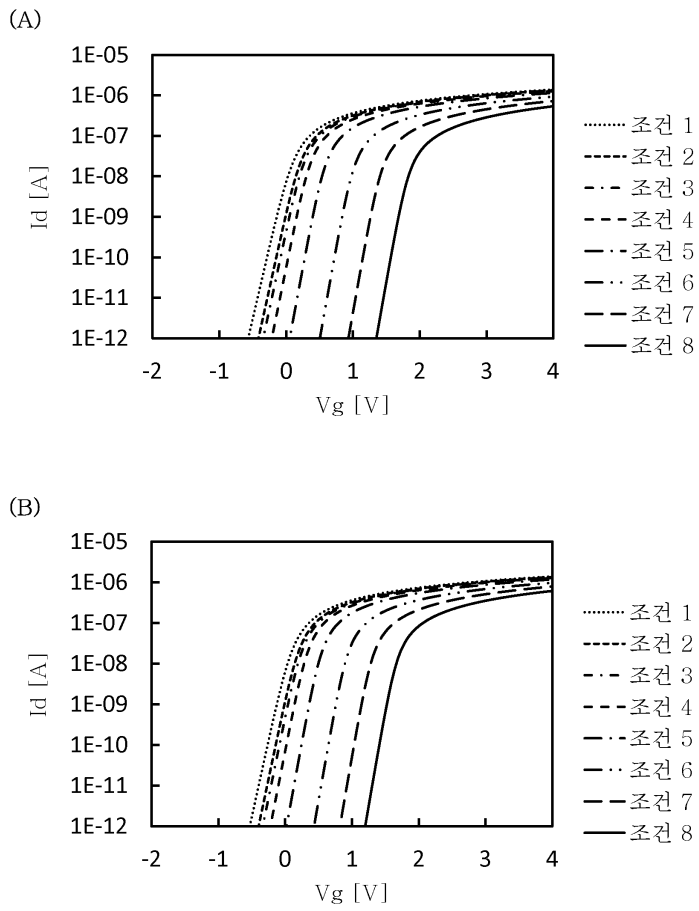 (A)
1E-05
1E-06
1E-07
1E-08
1E-09
1E-10
1E-11
1E-12
Id [A]
-2 -1 0 1 2 3 4
Vg [V]
조건 1
조건 2
조건 3
조건 4
조건 5
조건 6
조건 7
조건 8
(B)
1E-05
1E-06
1E-07
1E-08
1E-09
1E-10
1E-11
1E-12
Id [A]
-2 -1 0 1 2 3 4
Vg [V]
조건 1
조건 2
조건 3
조건 4
조건 5
조건 6
조건 7
조건 8